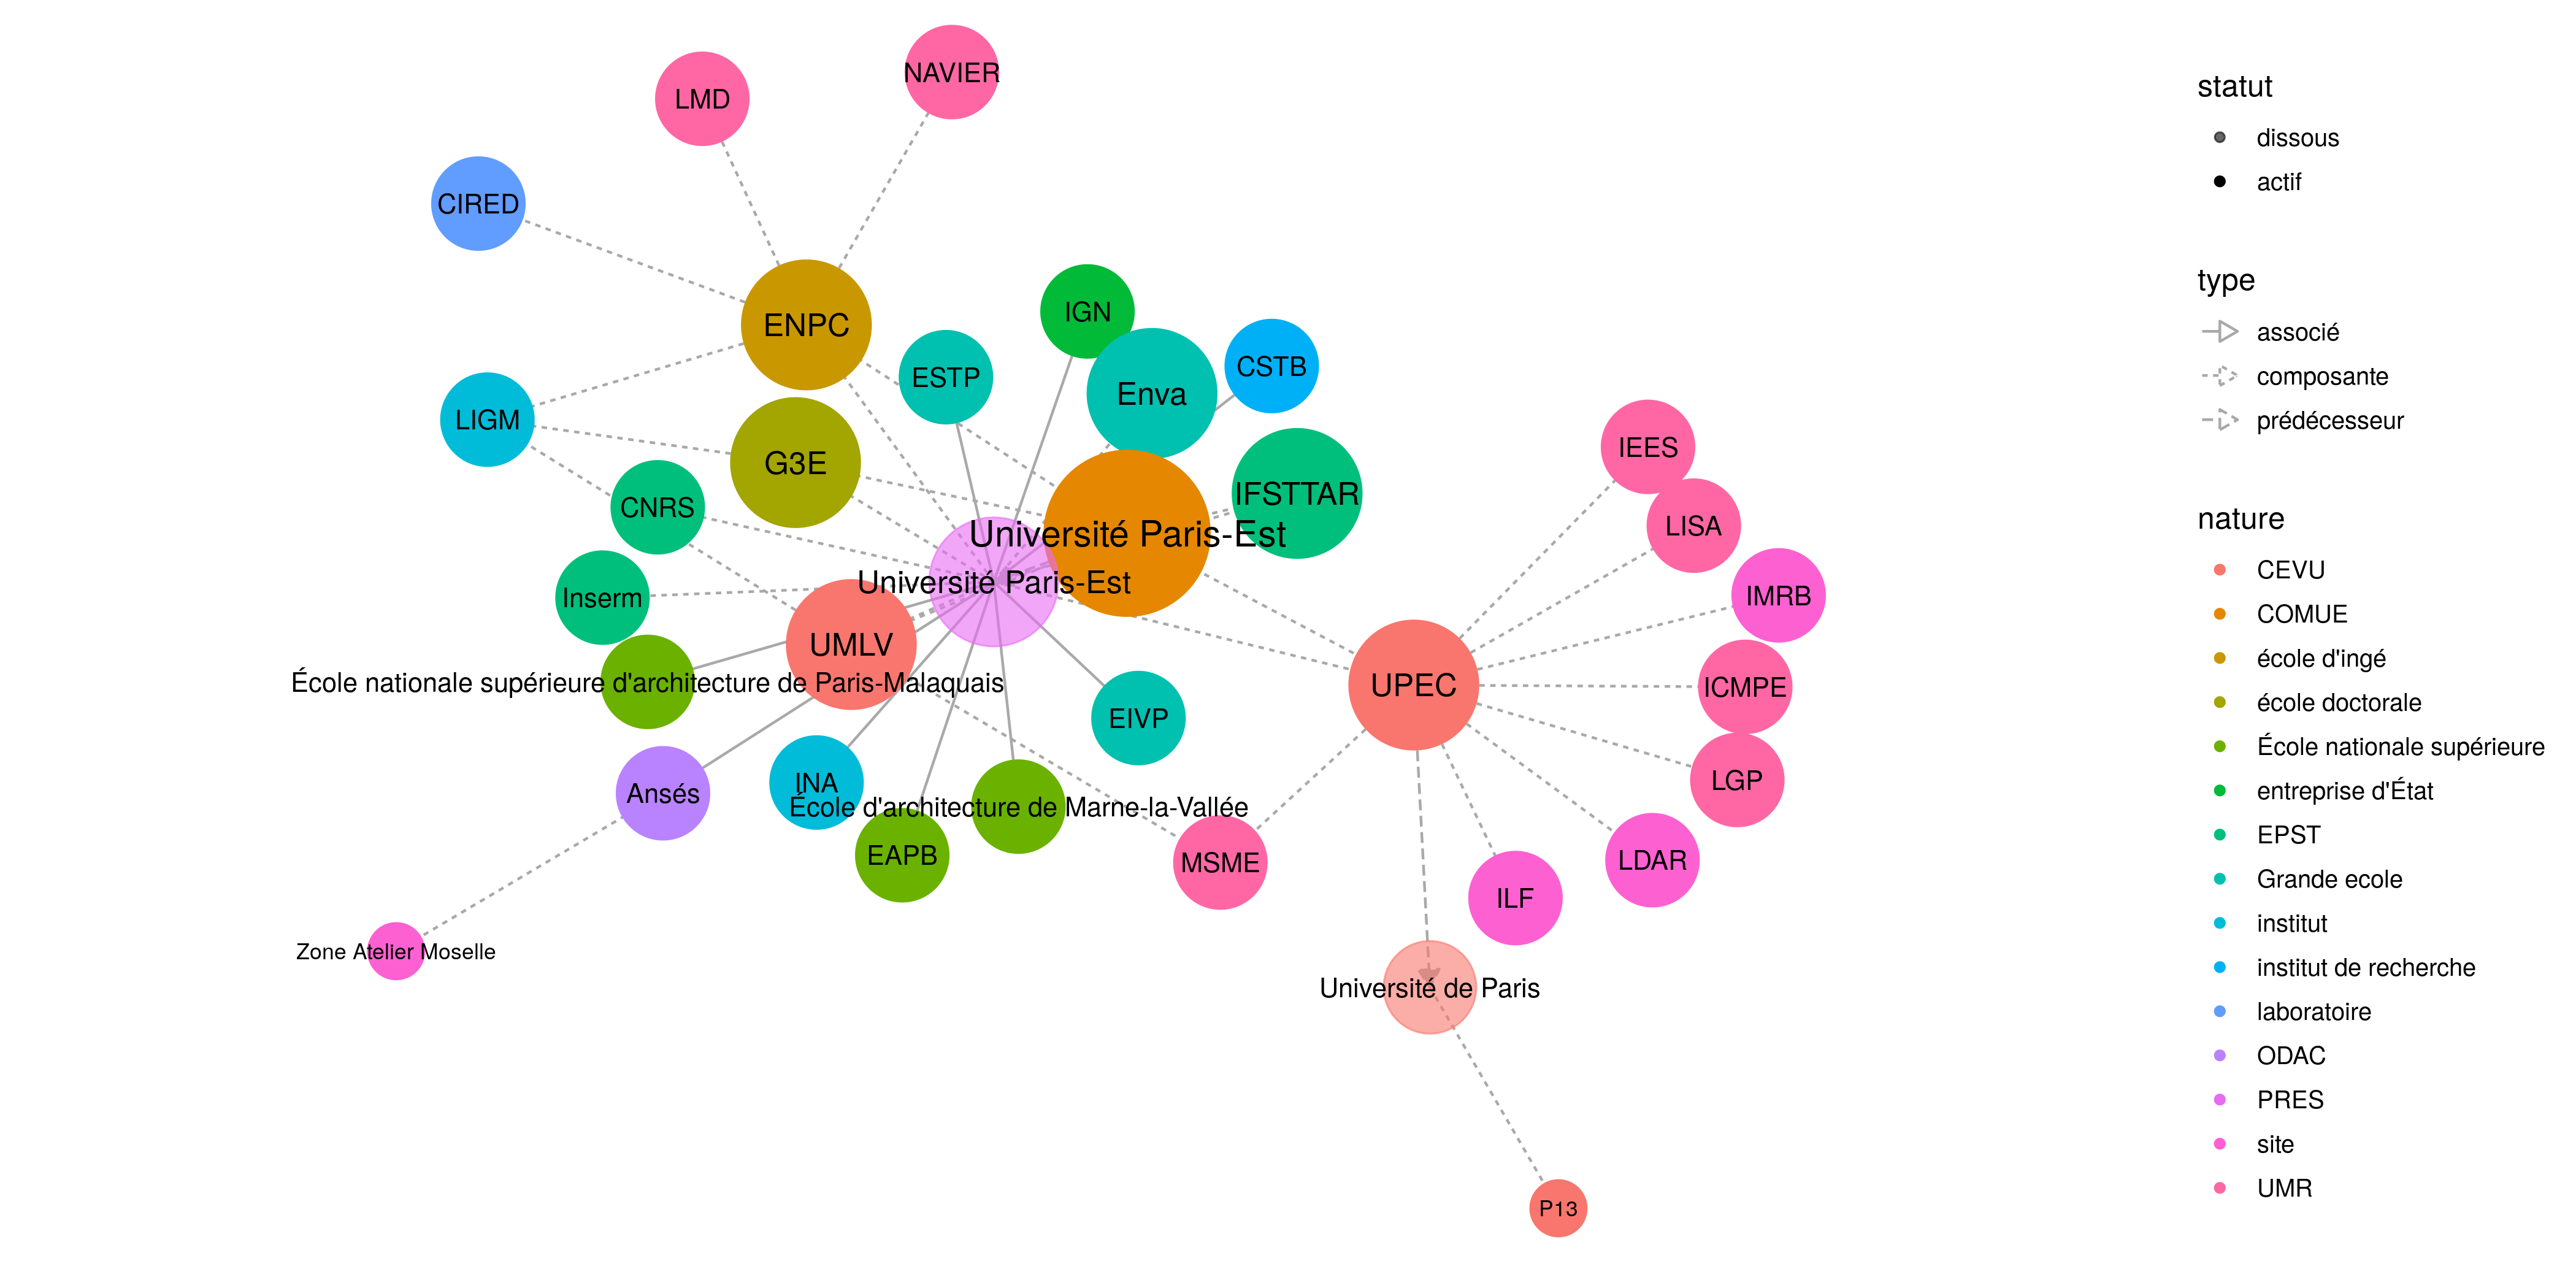 NAVIER
LMD
CIRED
IGN
ENPC
ESTP
CSTB
Enva
LIGM
IEES
G3E
IFSTTAR
CNRS
LISA
Université Paris-Est
Université Paris-Est
Inserm
IMRB
UMLV
École nationale supérieure d'architecture de Paris-Malaquais
UPEC
ICMPE
EIVP
LGP
INA
Ansés
École d'architecture de Marne-la-Vallée
EAPB
MSME
LDAR
ILF
Zone Atelier Moselle
Université de Paris
P13
statut
dissous
actif
type
associé
composante
prédécesseur
nature
CEVU
COMUE
école d'ingé
école doctorale
École nationale supérieure
entreprise d'État
EPST
Grande ecole
institut
institut de recherche
laboratoire
ODAC
PRES
site
UMR